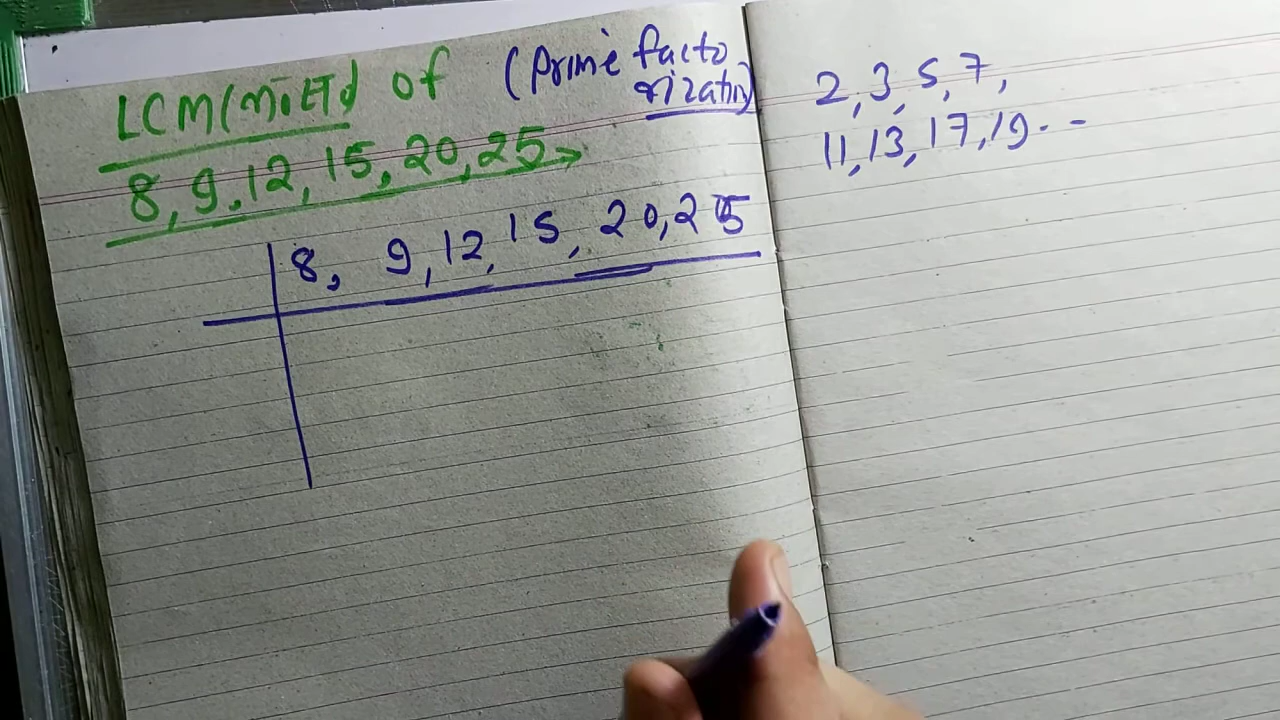 LCM of (Prime facto
rization)
8, 9, 12, 15, 20, 25
8, 9, 12, 15, 20, 25
2, 3, 5, 7,
11, 13, 17, 19. - -